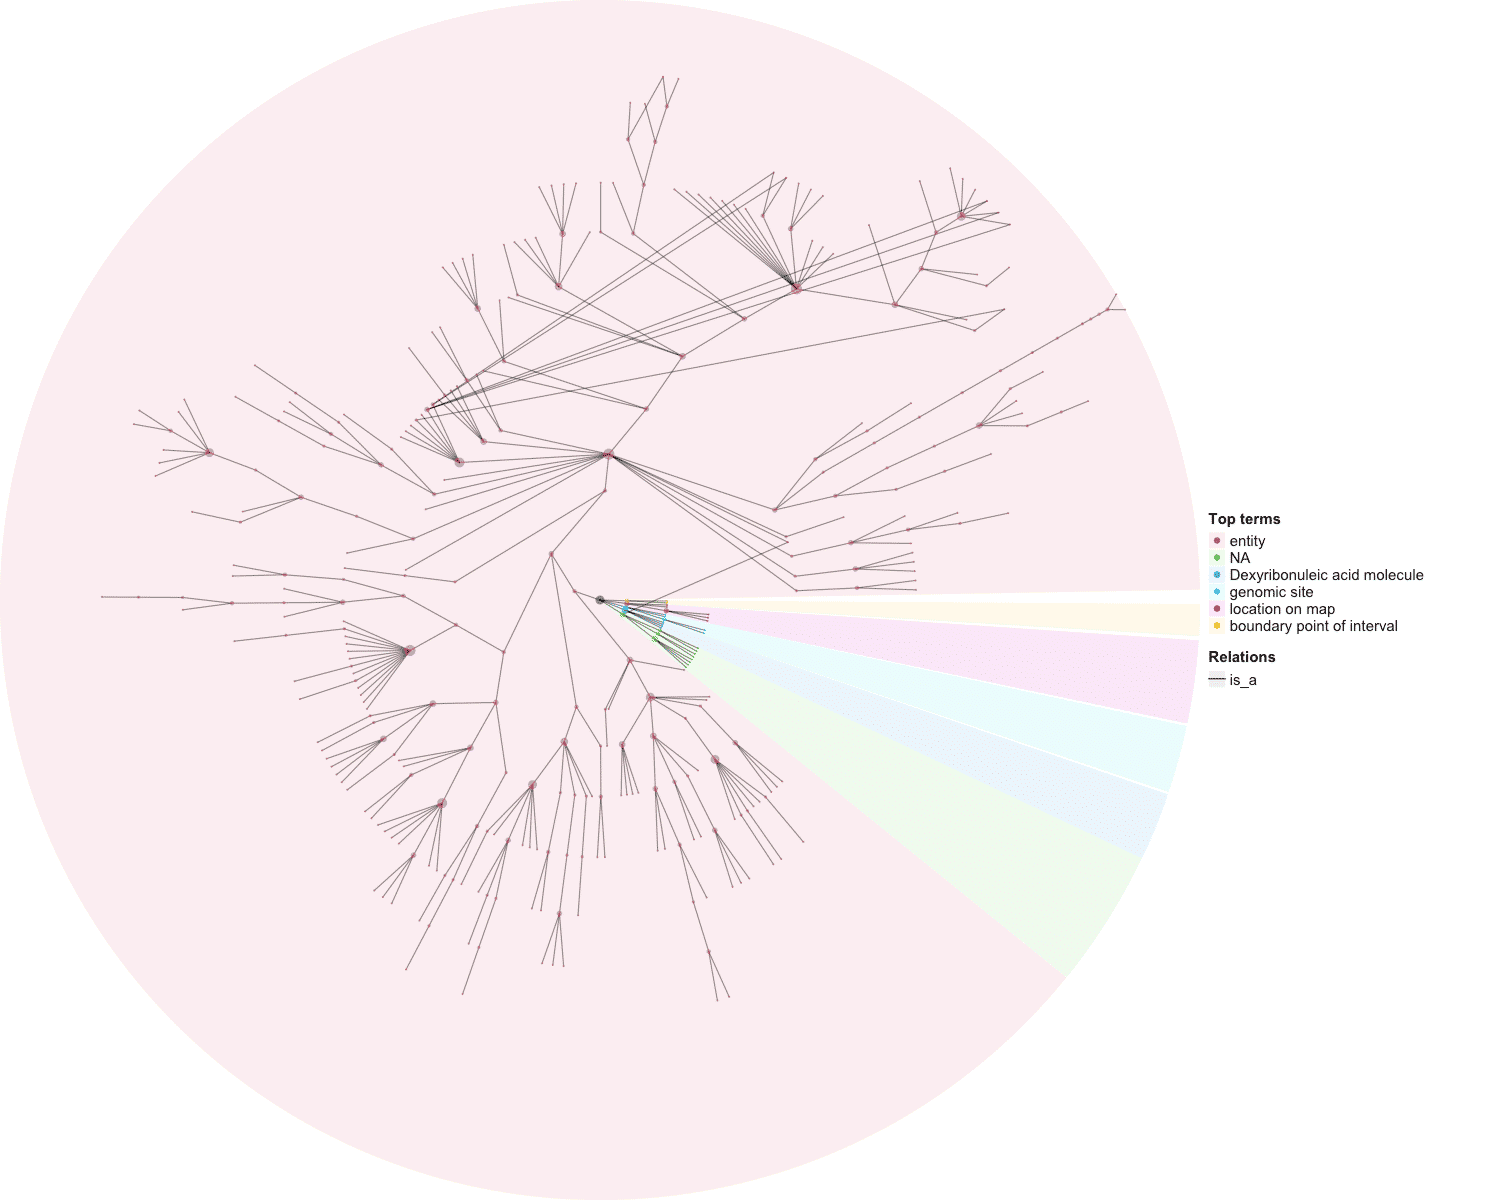 Top terms
entity
NA
Dexyribonuleic acid molecule
genomic site
location on map
boundary point of interval
Relations
is_a